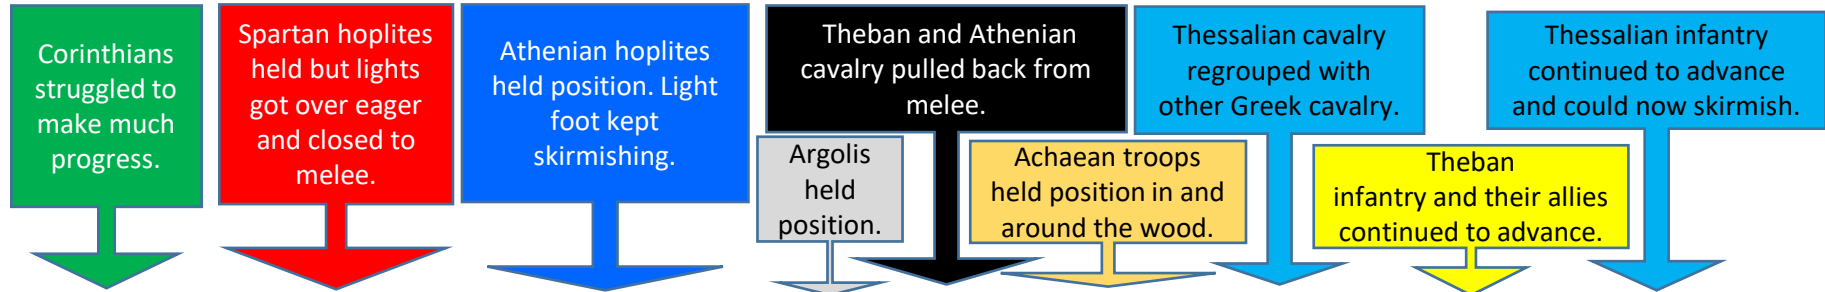 Corinthians
struggled to
make much
progress.
Spartan hoplites
held but lights
got over eager
and closed to
melee.
Athenian hoplites
held position. Light
foot kept
skirmishing.
Theban and Athenian
cavalry pulled back from
melee.
Argolis
held
position.
Achaean troops
held position in and
around the wood.
Thessalian cavalry
regrouped with
other Greek cavalry.
Theban
infantry and their allies
continued to advance.
Thessalian infantry
continued to advance
and could now skirmish.